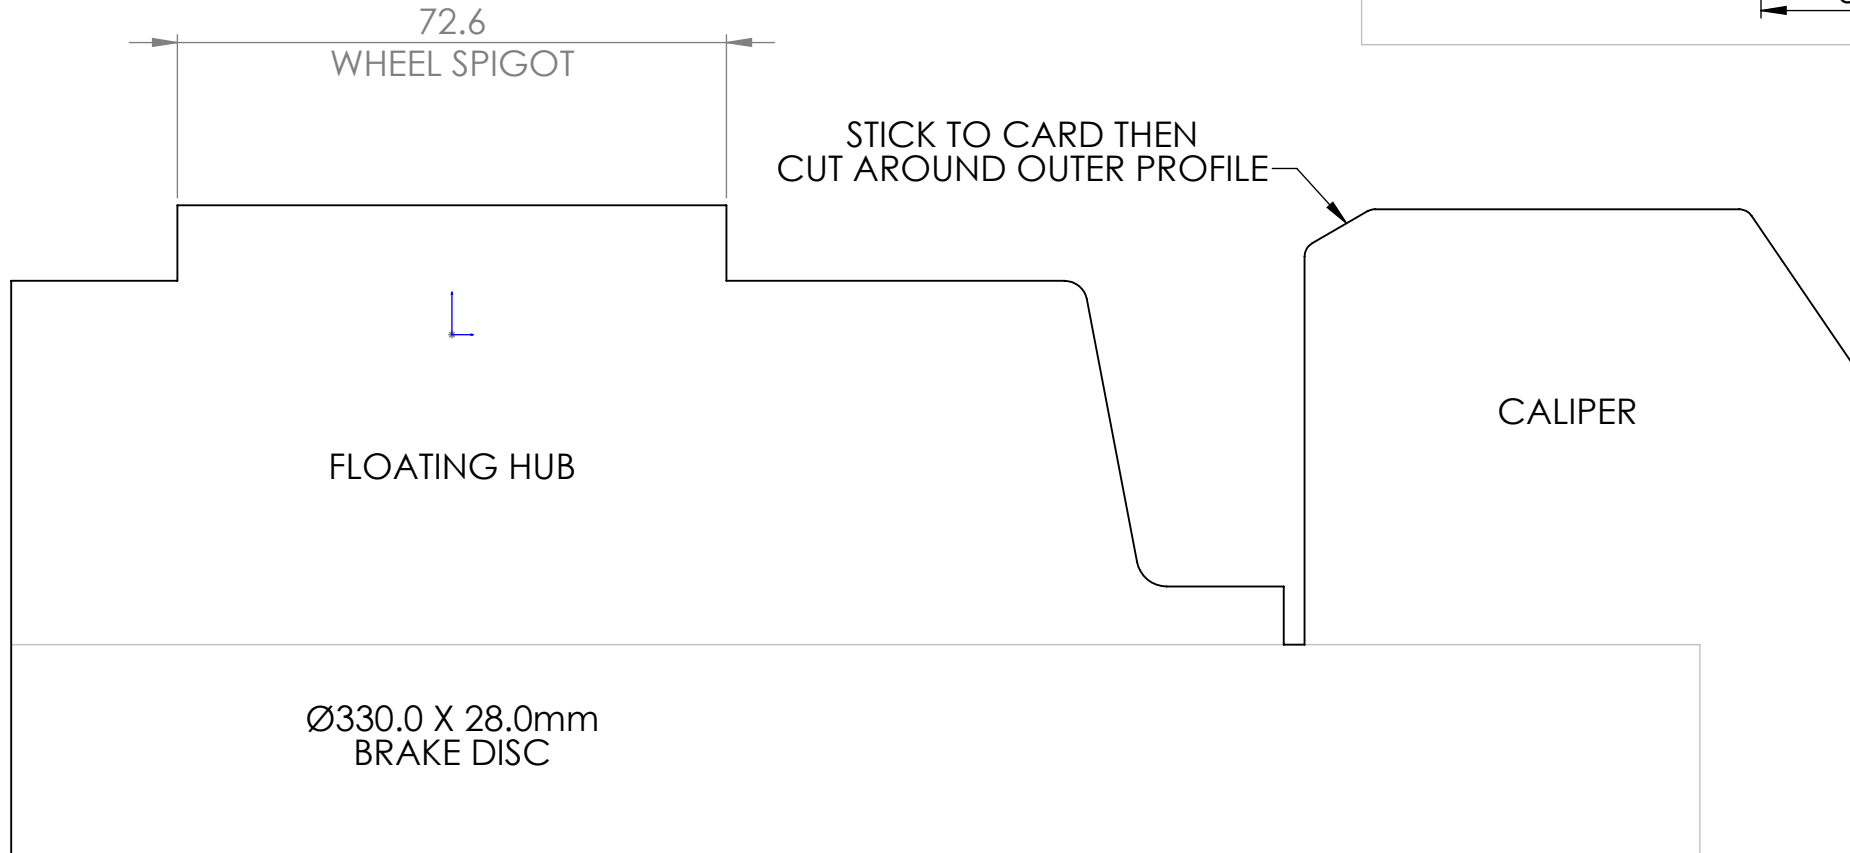 72.6
WHEEL SPIGOT
STICK TO CARD THEN
CUT AROUND OUTER PROFILE
CALIPER
FLOATING HUB
Ø330.0 X 28.0mm
BRAKE DISC